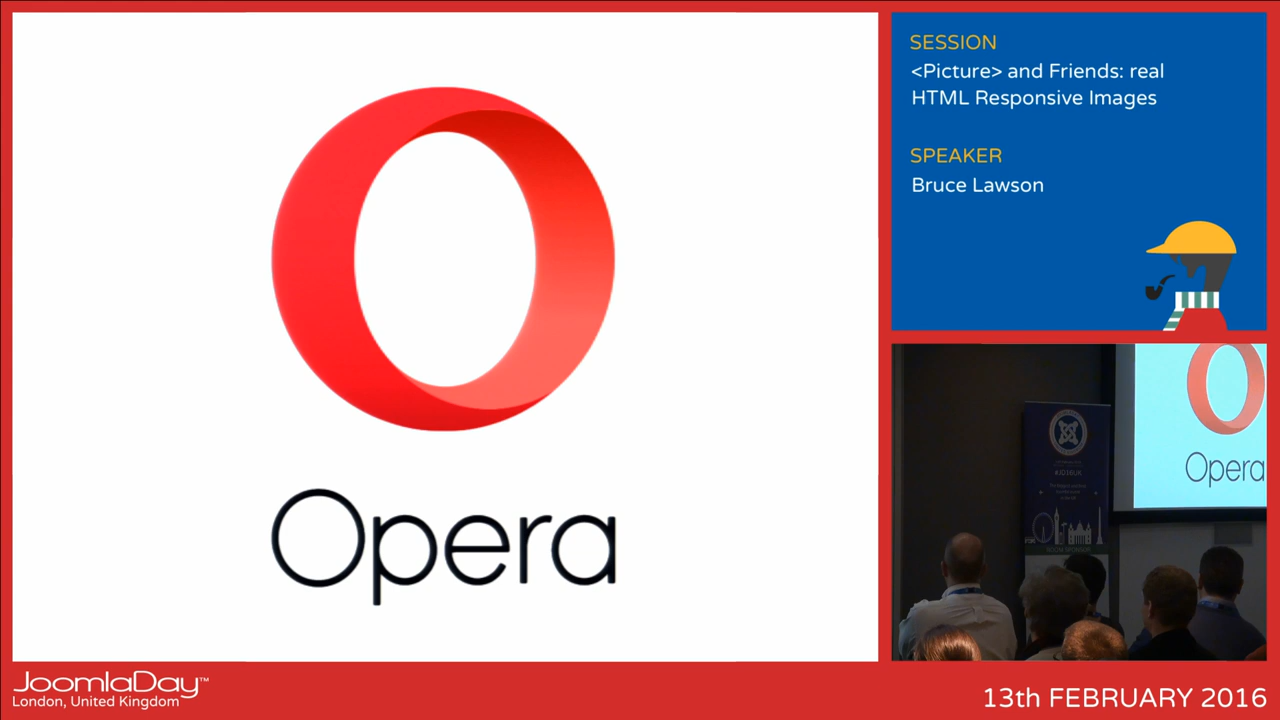 Opera
SESSION
<Picture> and Friends: real
HTML Responsive Images
SPEAKER
Bruce Lawson
#JD16UK
Opera
JoomlaDay™
London, United Kingdom
13th FEBRUARY 2016